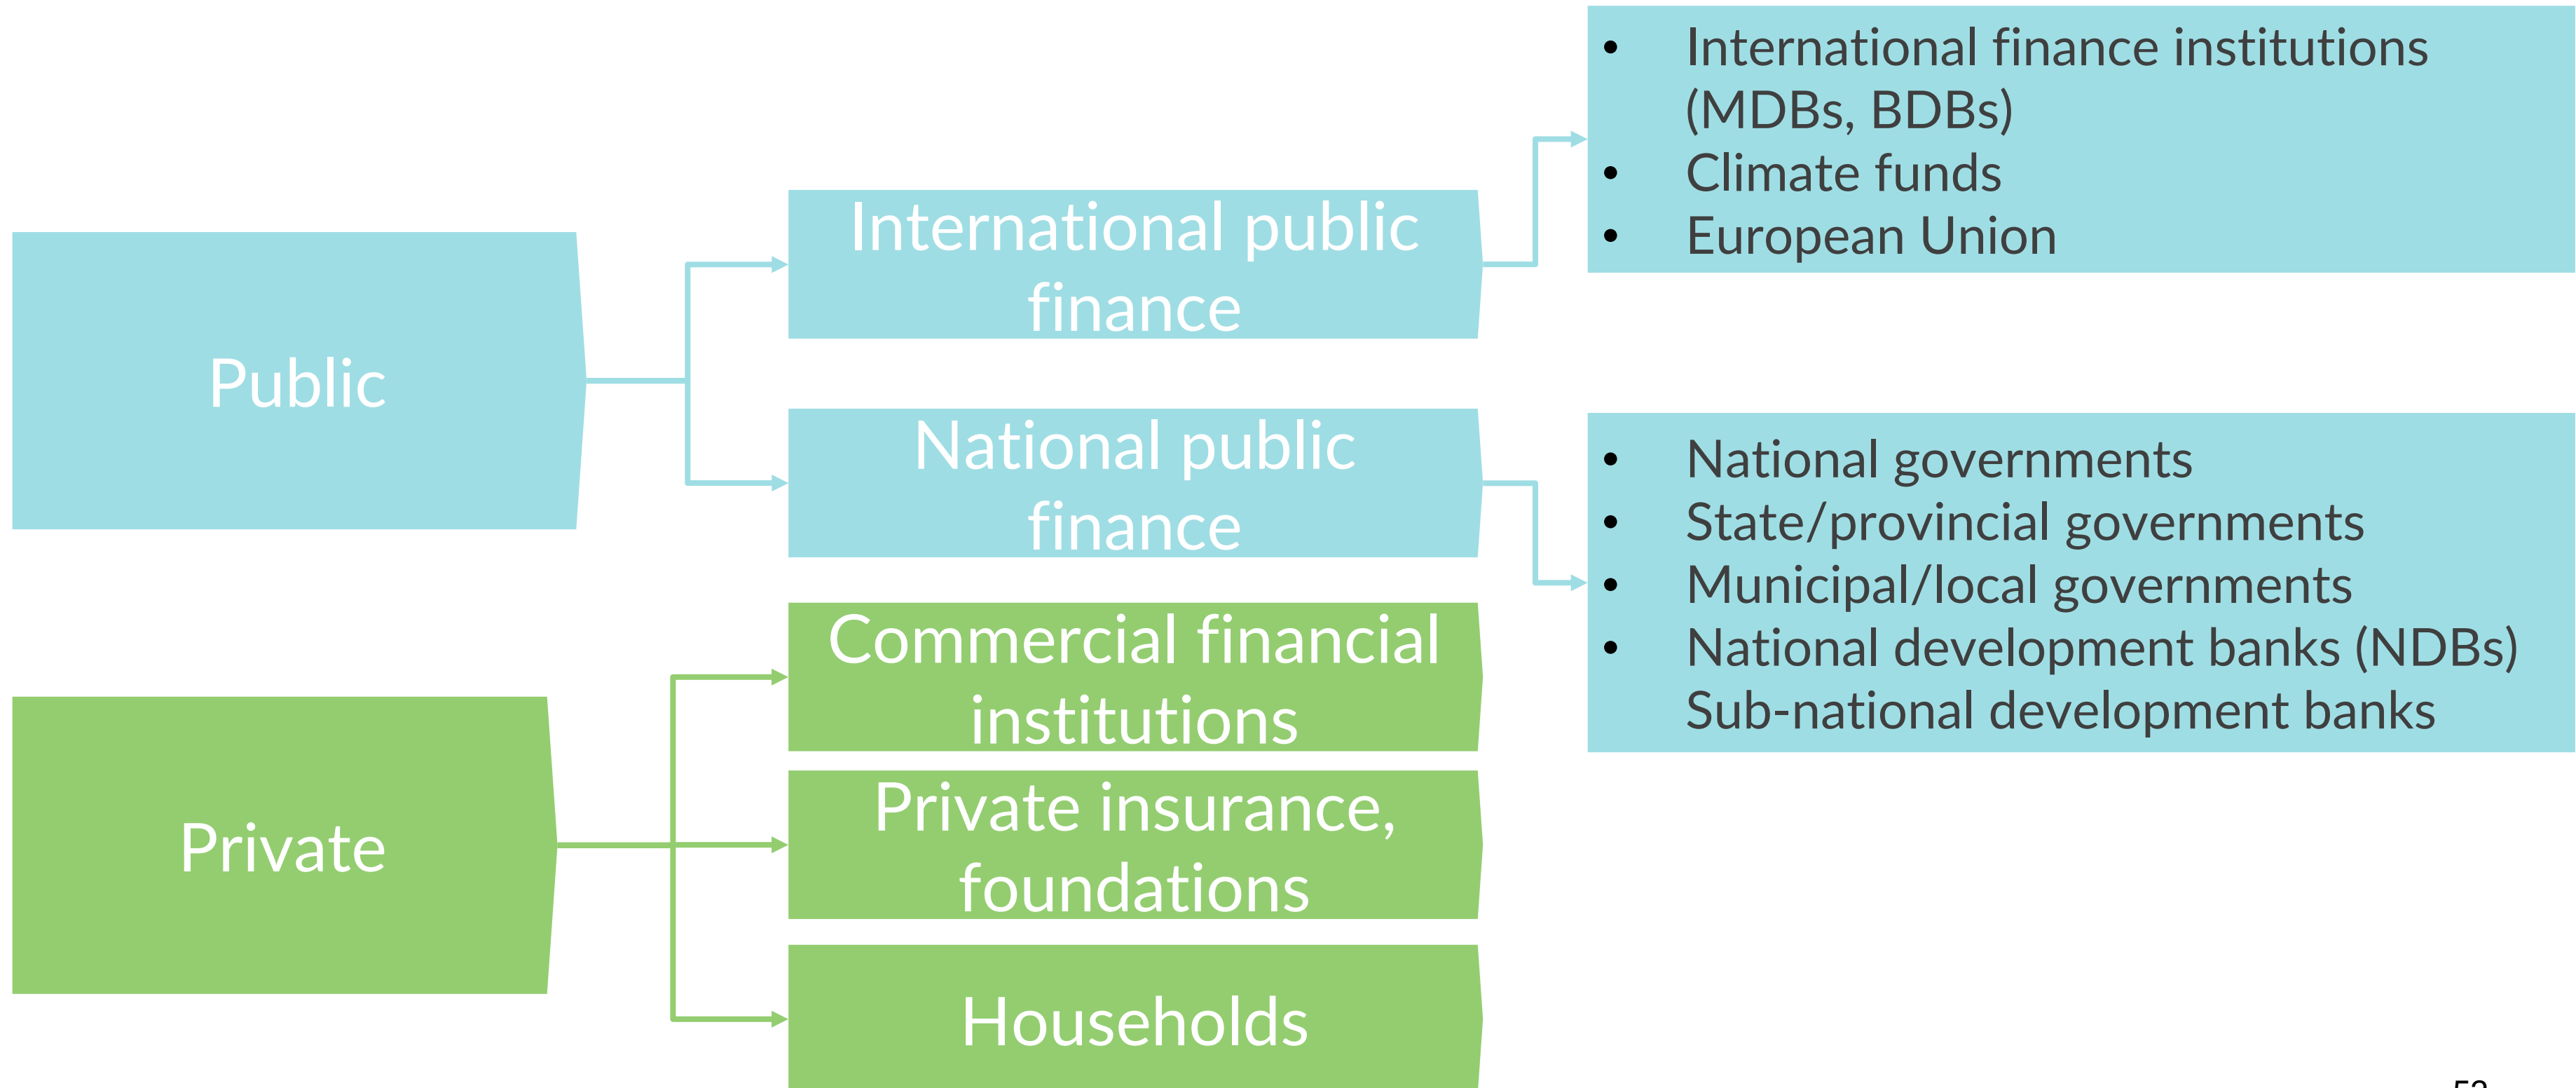 Public
International public
finance
National public
finance
• International finance institutions
(MDBs, BDBs)
• Climate funds
• European Union
• National governments
• State/provincial governments
• Municipal/local governments
• National development banks (NDBs)
Sub-national development banks
Private
Commercial financial
institutions
Private insurance,
foundations
Households